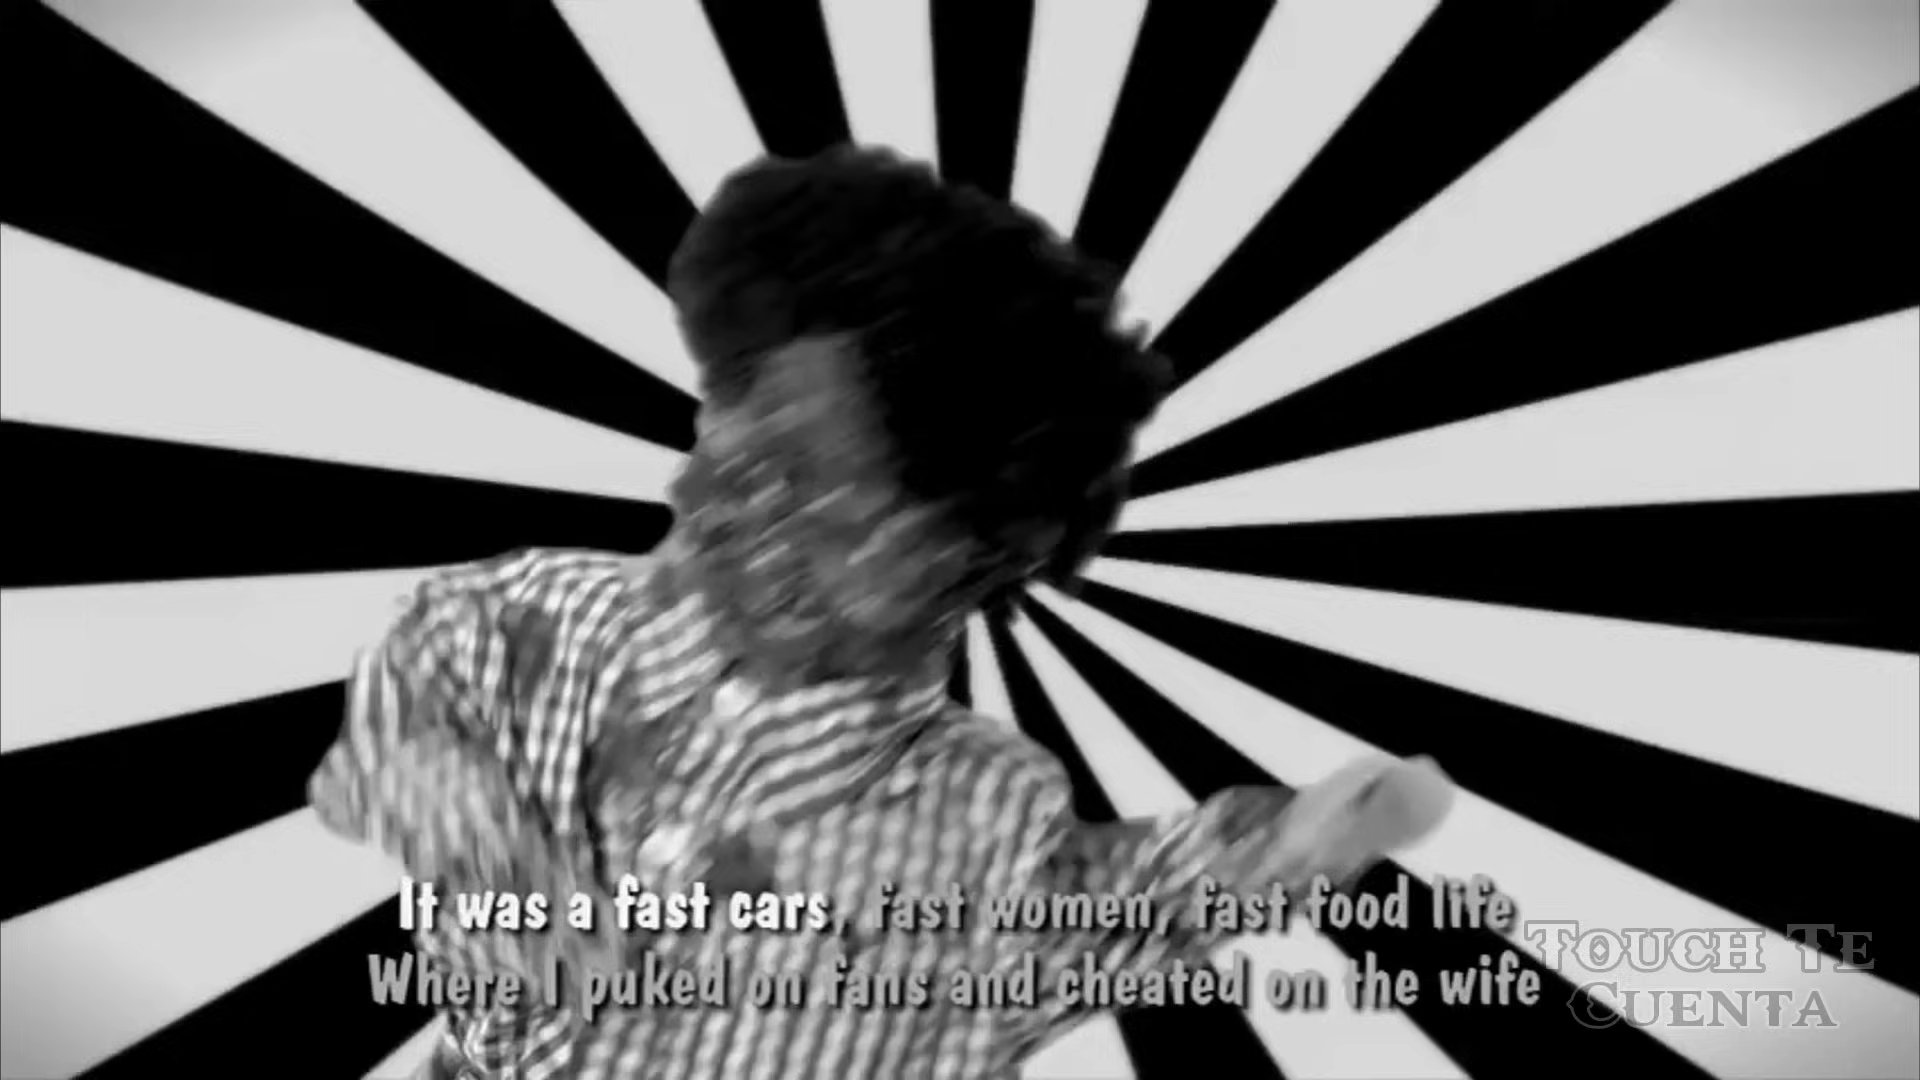 It was a fast cars, fast women, fast food life
Where I puked on fans and cheated on the wife
TOUCH TE
CUENTA